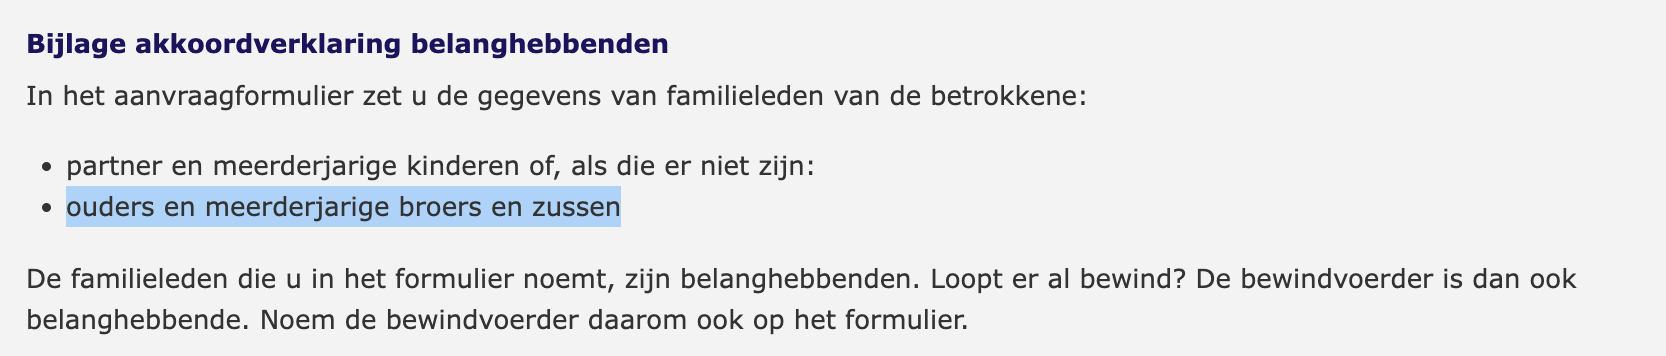 Bijlage akkoordverklaring belanghebbenden
In het aanvraagformulier zet u de gegevens van familieleden van de betrokkene:
• partner en meerderjarige kinderen of, als die er niet zijn:
• ouders en meerderjarige broers en zussen
De familieleden die u in het formulier noemt, zijn belanghebbenden. Loopt er al bewind? De bewindvoerder is dan ook
belanghebbende. Noem de bewindvoerder daarom ook op het formulier.